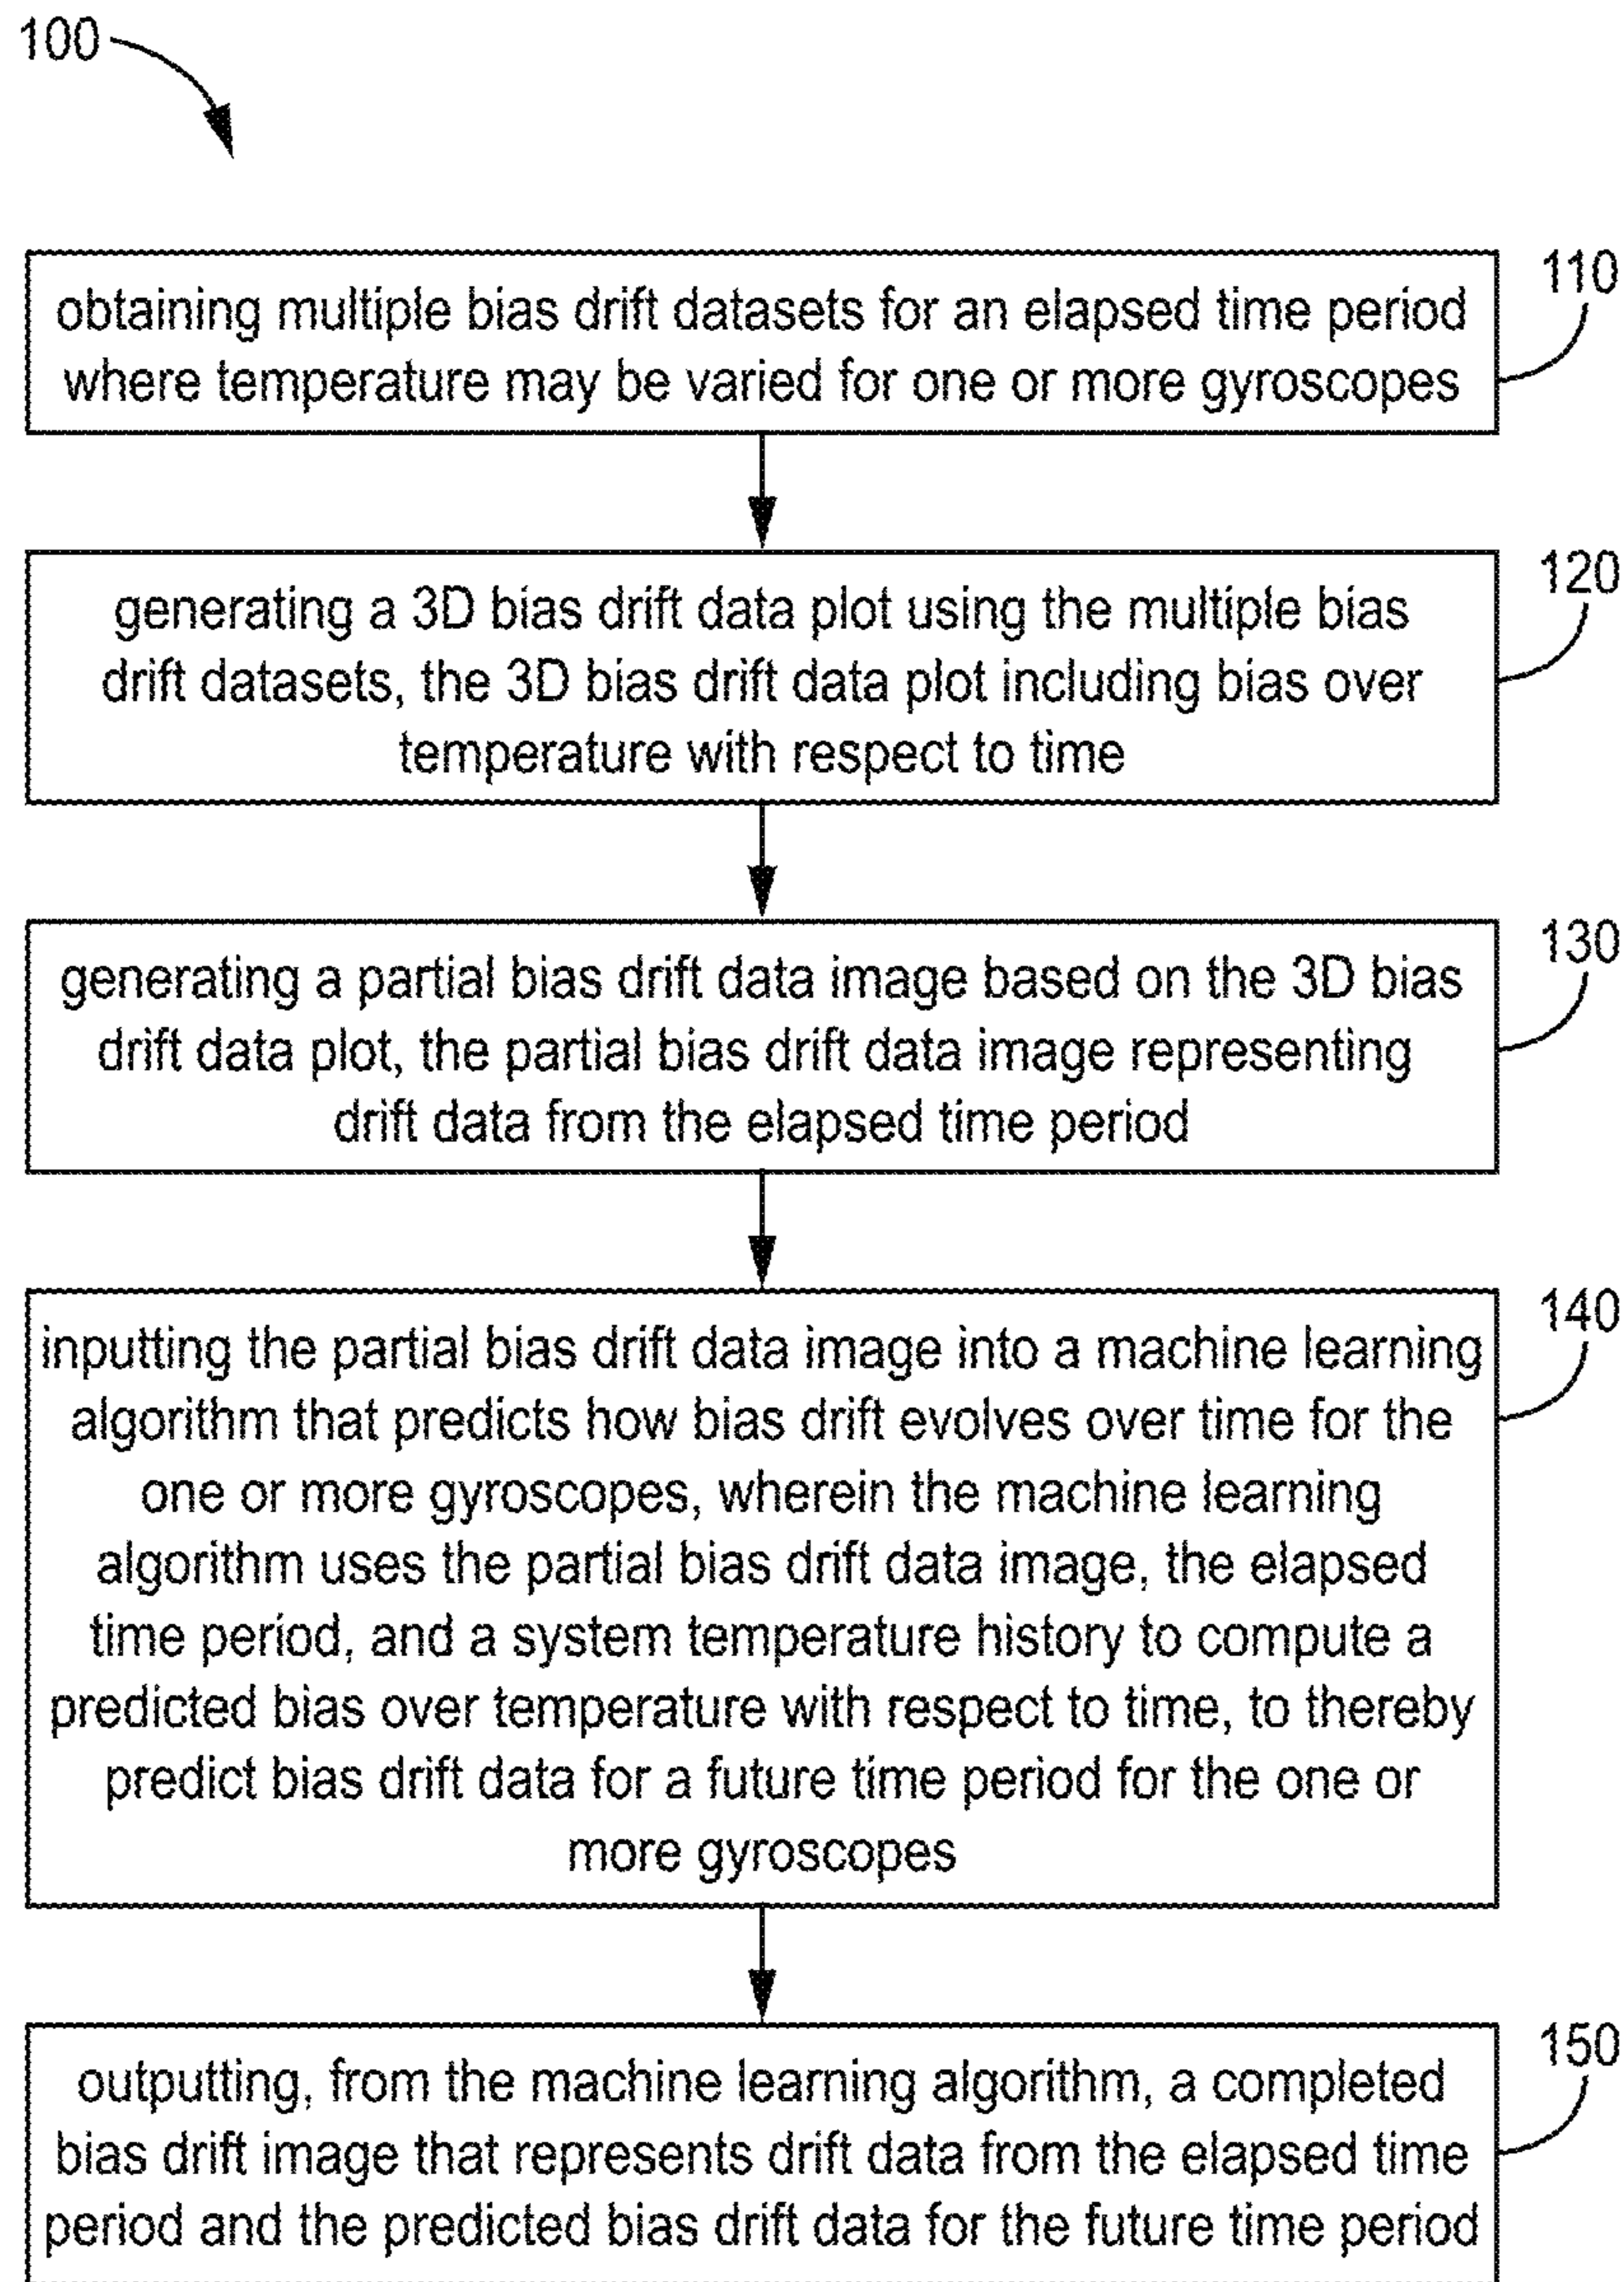 100
obtaining multiple bias drift datasets for an elapsed time period
where temperature may be varied for one or more gyroscopes
110
generating a 3D bias drift data plot using the multiple bias
drift datasets, the 3D bias drift data plot including bias over
temperature with respect to time
120
generating a partial bias drift data image based on the 3D bias
drift data plot, the partial bias drift data image representing
drift data from the elapsed time period
130
inputting the partial bias drift data image into a machine learning
algorithm that predicts how bias drift evolves over time for the
one or more gyroscopes, wherein the machine learning
algorithm uses the partial bias drift data image, the elapsed
time period, and a system temperature history to compute a
predicted bias over temperature with respect to time, to thereby
predict bias drift data for a future time period for the one or
more gyroscopes
140
outputting, from the machine learning algorithm, a completed
bias drift image that represents drift data from the elapsed time
period and the predicted bias drift data for the future time period
150